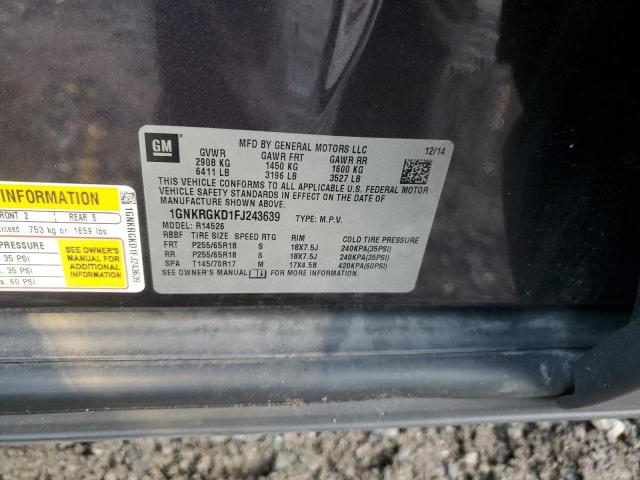 GM
MFD BY GENERAL MOTORS LLC
12/14
GVWR GAWR FRT GAWR RR
2908 KG 1450 KG 1600 KG
6411 LB 3196 LB 3527 LB
THIS VEHICLE CONFORMS TO ALL APPLICABLE U.S. FEDERAL MOTOR
VEHICLE SAFETY STANDARDS IN EFFECT ON THE DATE OF
MANUFACTURE SHOWN ABOVE.
1GNKRGKD1FJ243639 TYPE: M.P.V.
MODEL: R14526
RBBF TIRE SIZE SPEED RTG RIM COLD TIRE PRESSURE
FRT P255/65R18 S 18X7.5J 240KPA(35PSI)
RR P255/65R18 S 18X7.5J 240KPA(35PSI)
SPA T145/70R17 M 17X4.5B 420KPA(60PSI)
SEE OWNER'S MANUAL FOR MORE INFORMATION.
INFORMATION
FRONT 2 REAR 5
exceed 753 kg or 1659 lbs.
PRESSURE
35 PSI
35 PSI
60 PSI
SEE OWNER'S
MANUAL FOR
ADDITIONAL
INFORMATION
1GNKRGKD1FJ243639